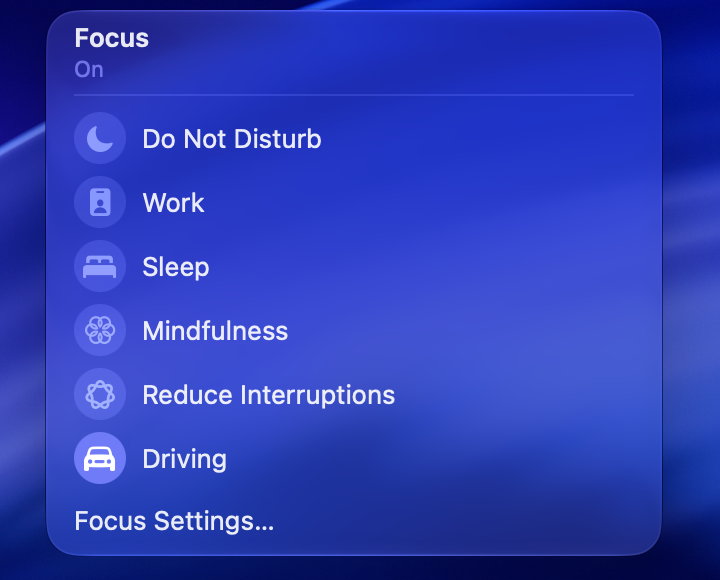 Focus
On
Do Not Disturb
Work
Sleep
Mindfulness
Reduce Interruptions
Driving
Focus Settings...